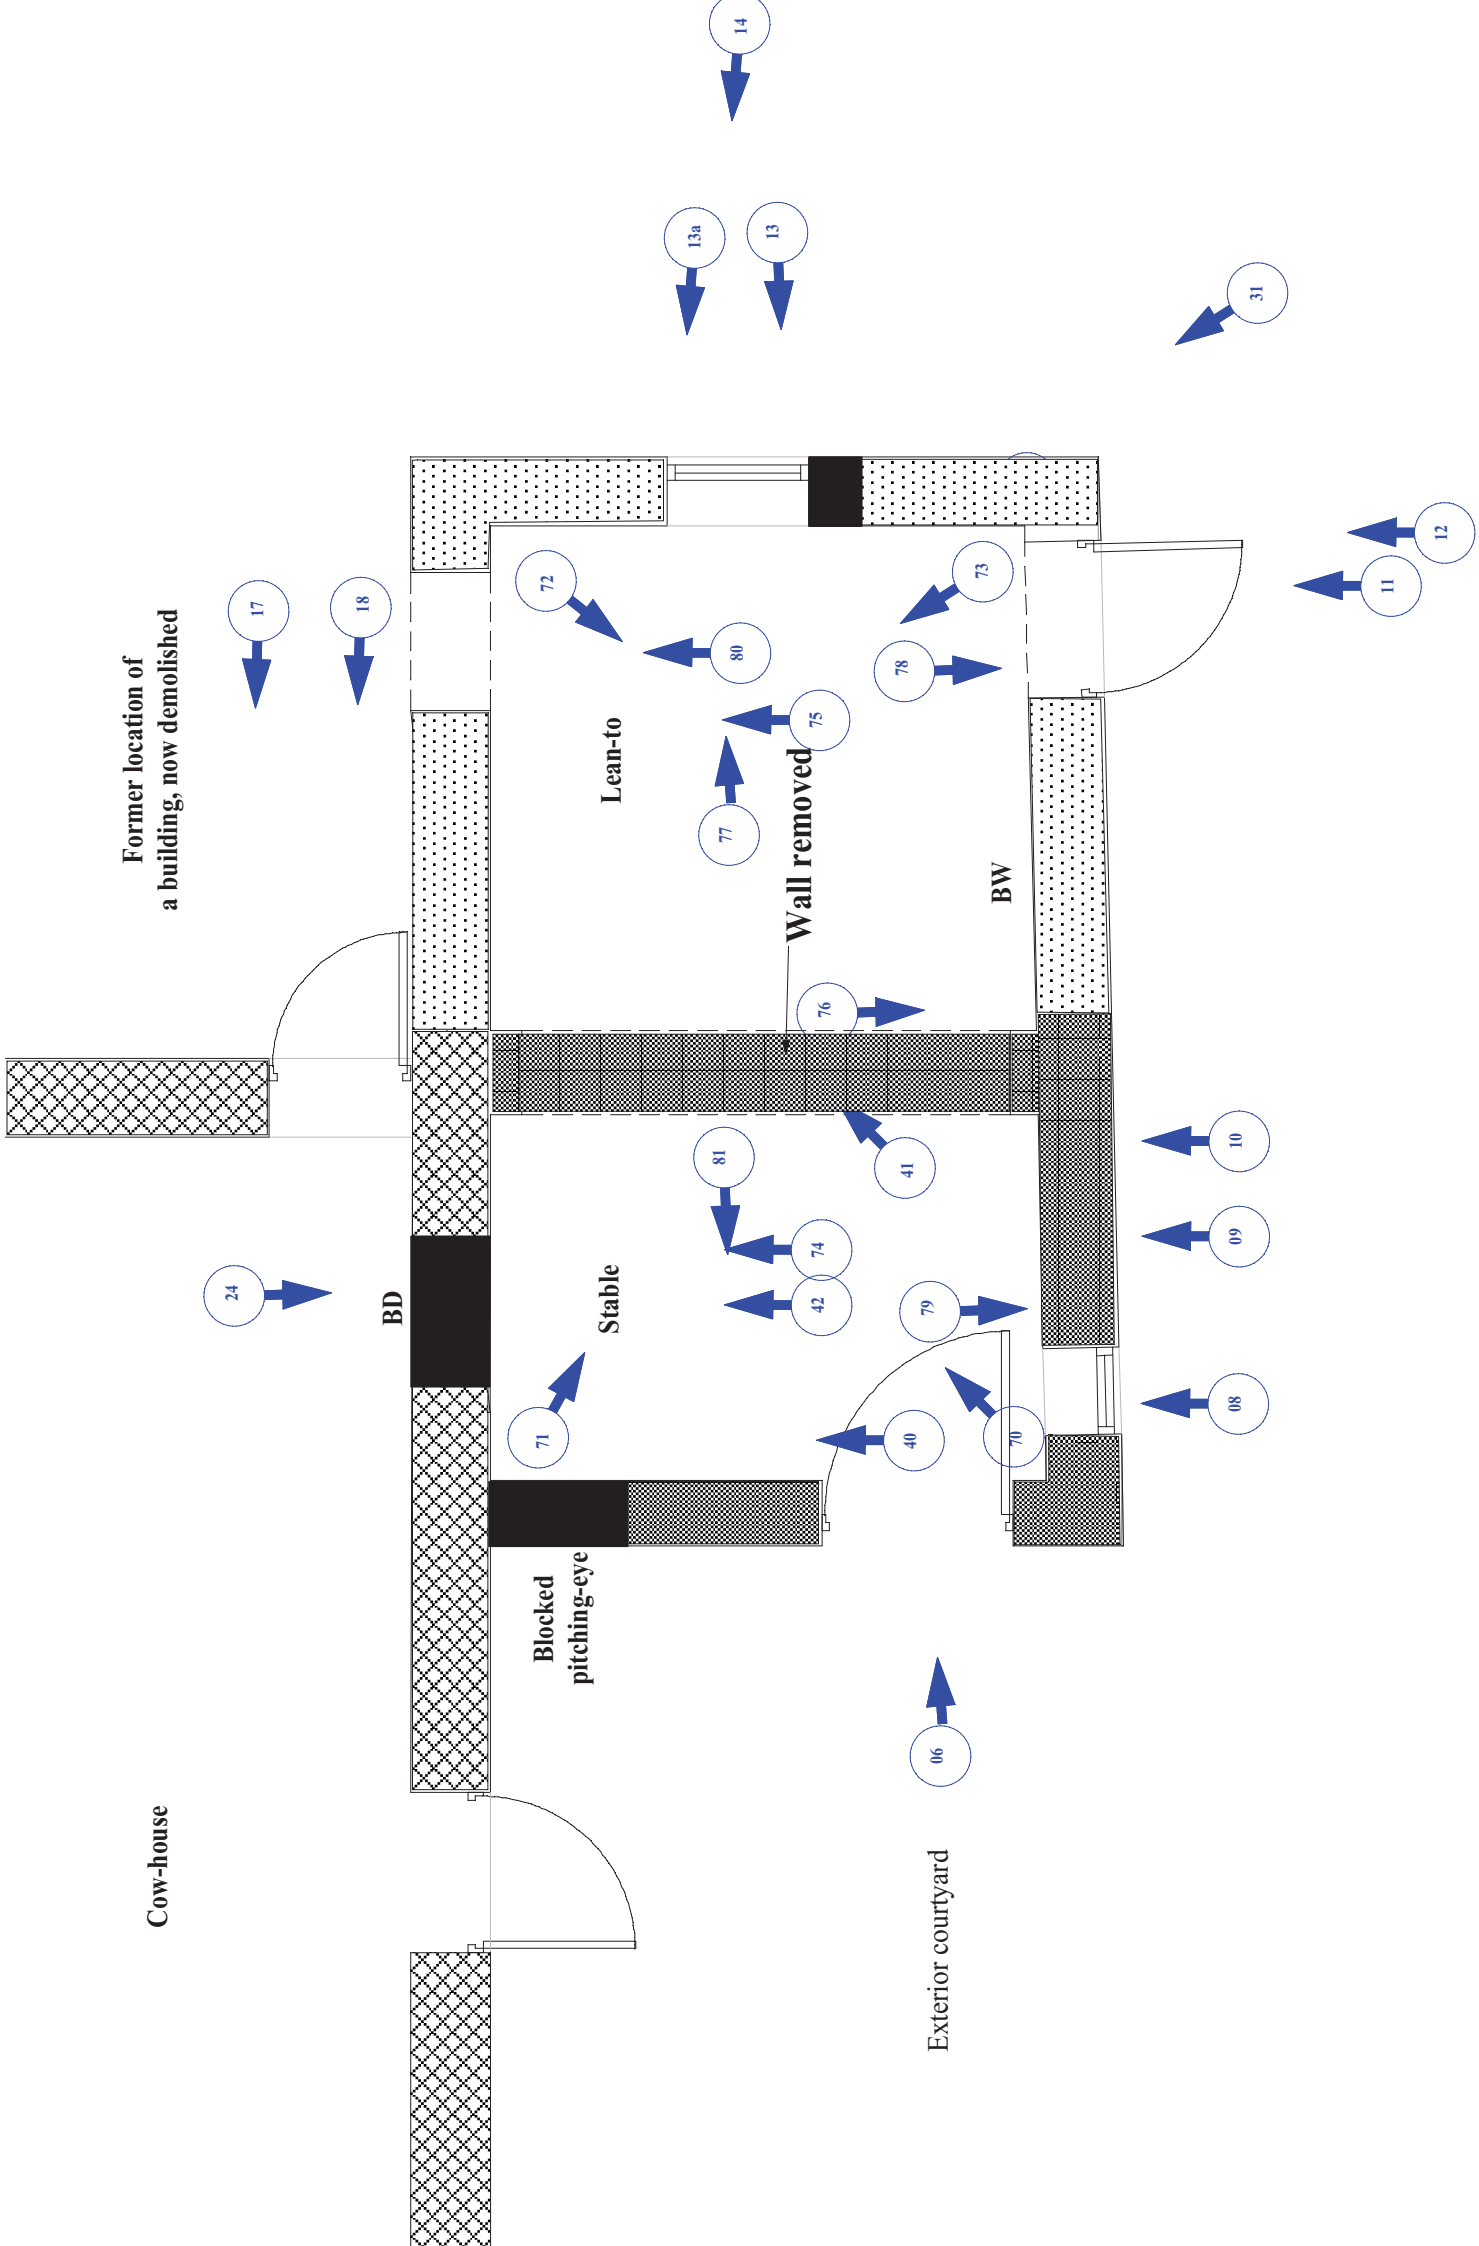 14
13a
13
31
Former location of
a building, now demolished
17
18
72
80
75
77
73
78
12
11
Lean-to
Wall removed
BW
76
24
BD
81
74
42
41
79
Stable
10
09
08
71
40
70
Blocked
pitching-eye
06
Cow-house
Exterior courtyard